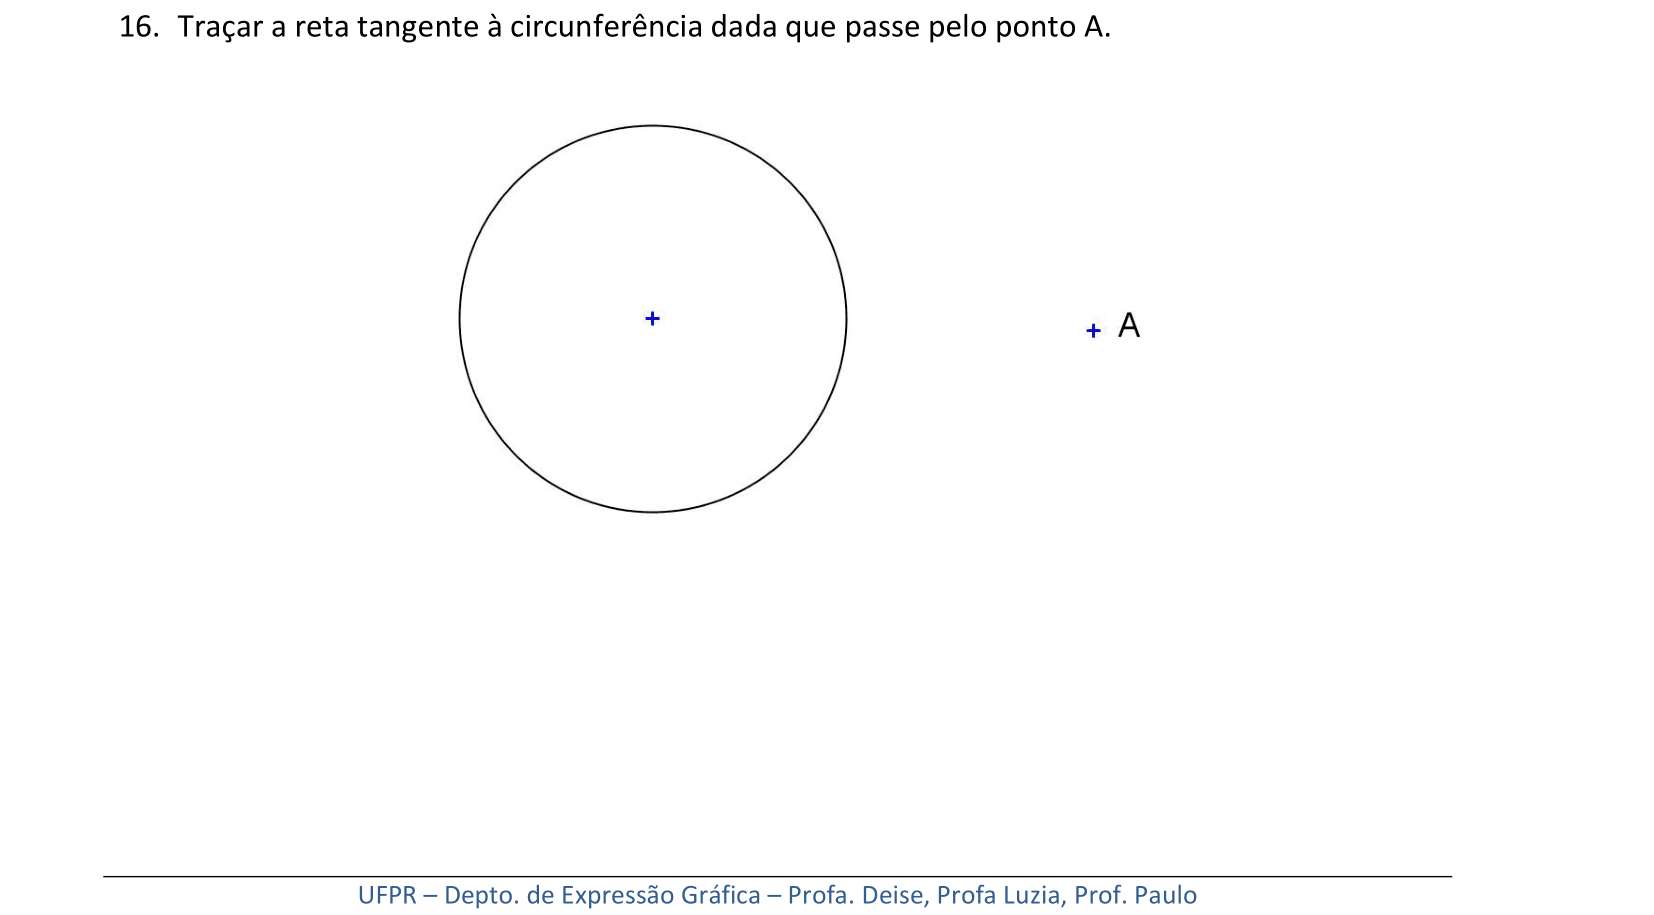 16. Traçar a reta tangente à circunferência dada que passe pelo ponto A.
A
UFPR – Depto. de Expressão Gráfica – Profa. Deise, Profa Luzia, Prof. Paulo